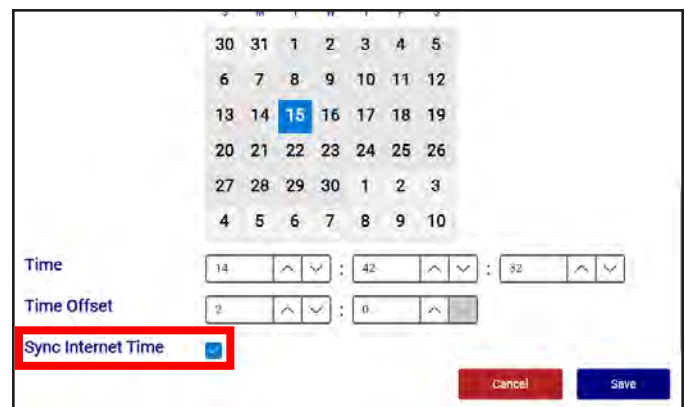 S M T W T F S
30 31 1 2 3 4 5
6 7 8 9 10 11 12
13 14 15 16 17 18 19
20 21 22 23 24 25 26
27 28 29 30 1 2 3
4 5 6 7 8 9 10
Time 14 : 42 : 32
Time Offset 2 : 0
Sync Internet Time
Cancel Save